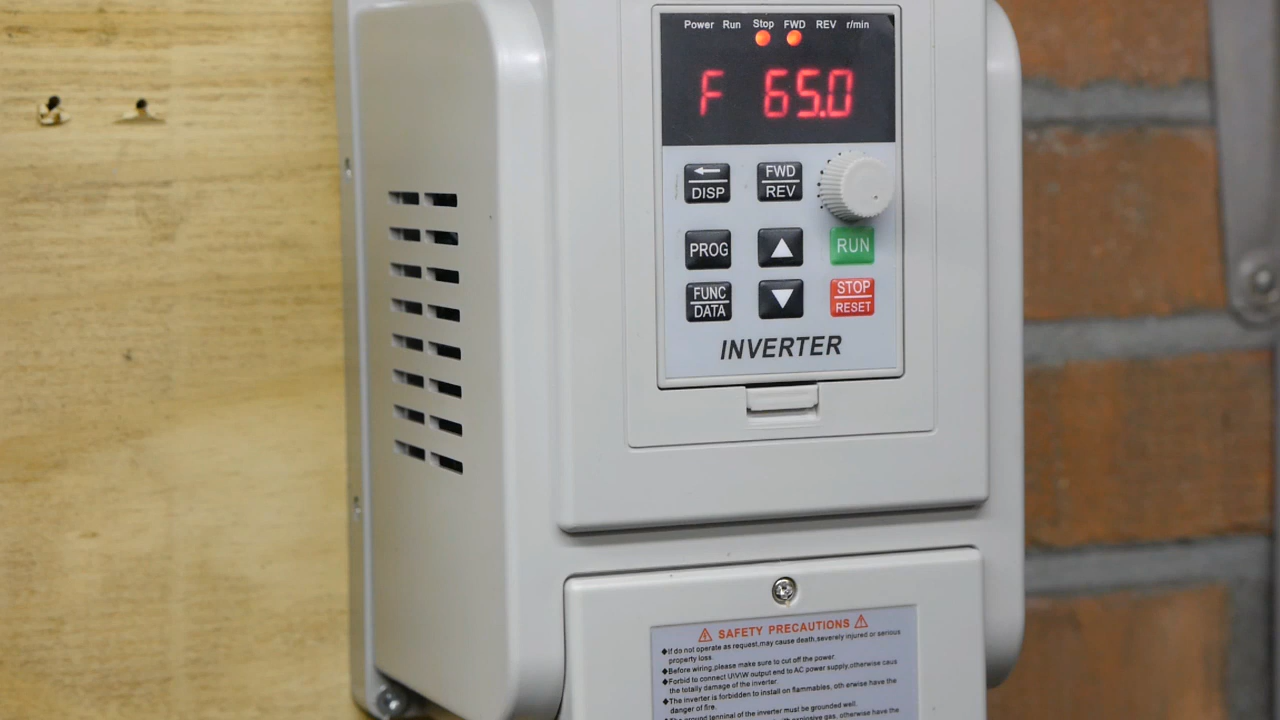 Power Run Stop FWD REV r/min
F 65.0
DISP
FWD
REV
PROG
RUN
FUNC
DATA
STOP
RESET
INVERTER
SAFETY PRECAUTIONS
◆If do not operate as request,may cause death,severely injured or serious
property loss.
◆Before wiring,please make sure to cut off the power.
◆Forbid to connect U\V\W output end to AC power supply,otherwise caus
the totally damage of the inverter.
◆The inverter is forbidden to install on flammables, oth erwise have the
danger of fire.
ground terminal of the inverter must be grounded well.
explosive gas, otherwise have the